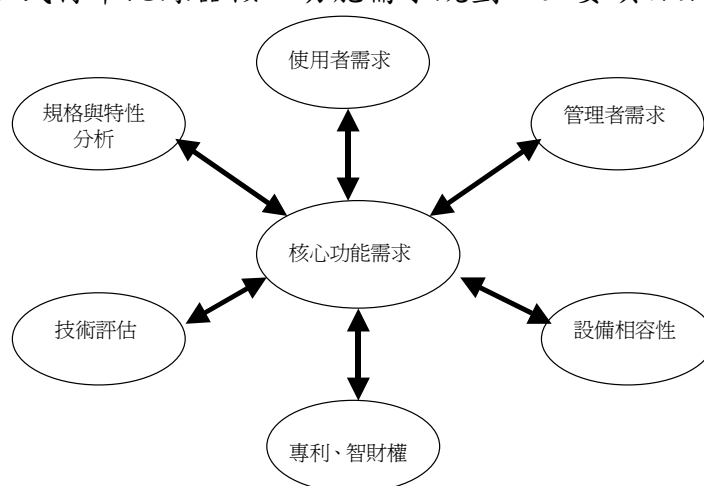 使用者需求
規格與特性
分析
管理者需求
核心功能需求
技術評估
設備相容性
專利、智財權